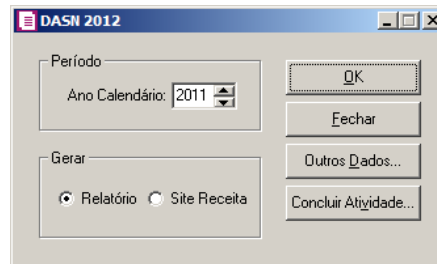 DASN 2012
Período
Ano Calendário: 2011
Gerar
Relatório Site Receita
OK
Fechar
Outros Dados...
Concluir Atividade...